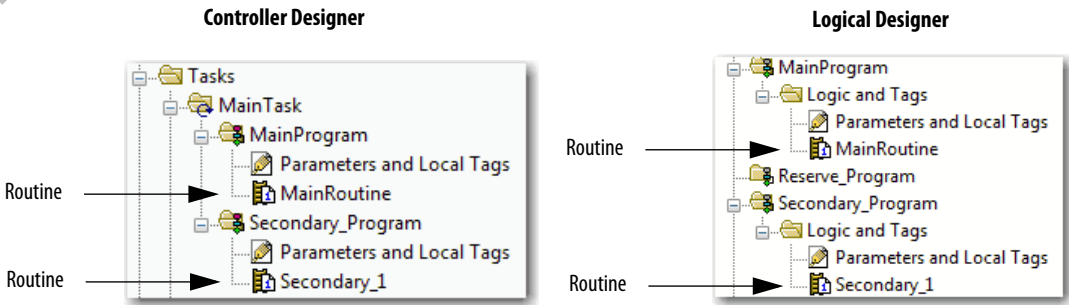 Controller Designer
Tasks
MainTask
MainProgram
Parameters and Local Tags
Routine
MainRoutine
Secondary_Program
Parameters and Local Tags
Routine
Secondary_1
Logical Designer
MainProgram
Logic and Tags
Parameters and Local Tags
Routine
MainRoutine
Reserve_Program
Secondary_Program
Logic and Tags
Parameters and Local Tags
Routine
Secondary_1